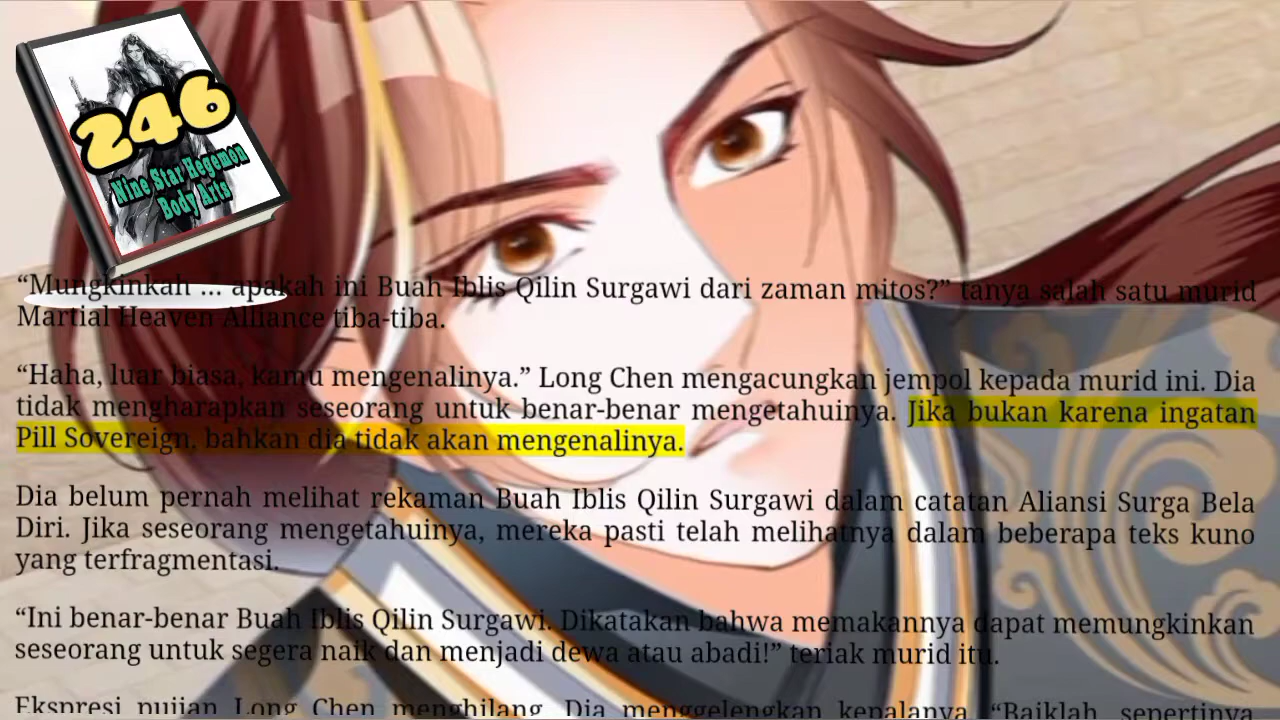 246
Nine Star Hegemon
Body Arts
“Mungkinkah ... apakah ini Buah Iblis Qilin Surgawi dari zaman mitos?” tanya salah satu murid
Martial Heaven Alliance tiba-tiba.
“Haha, luar biasa, kamu mengenalinya.” Long Chen mengacungkan jempol kepada murid ini. Dia
tidak mengharapkan seseorang untuk benar-benar mengetahuinya. Jika bukan karena ingatan
Pill Sovereign, bahkan dia tidak akan mengenalinya.
Dia belum pernah melihat rekaman Buah Iblis Qilin Surgawi dalam catatan Aliansi Surga Bela
Diri. Jika seseorang mengetahuinya, mereka pasti telah melihatnya dalam beberapa teks kuno
yang terfragmentasi.
“Ini benar-benar Buah Iblis Qilin Surgawi. Dikatakan bahwa memakannya dapat memungkinkan
seseorang untuk segera naik dan menjadi dewa atau abadi!” teriak murid itu.
Ekspresi pujian Long Chen menghilang. Dia menggelengkan kepalanya. “Baiklah, sepertinya